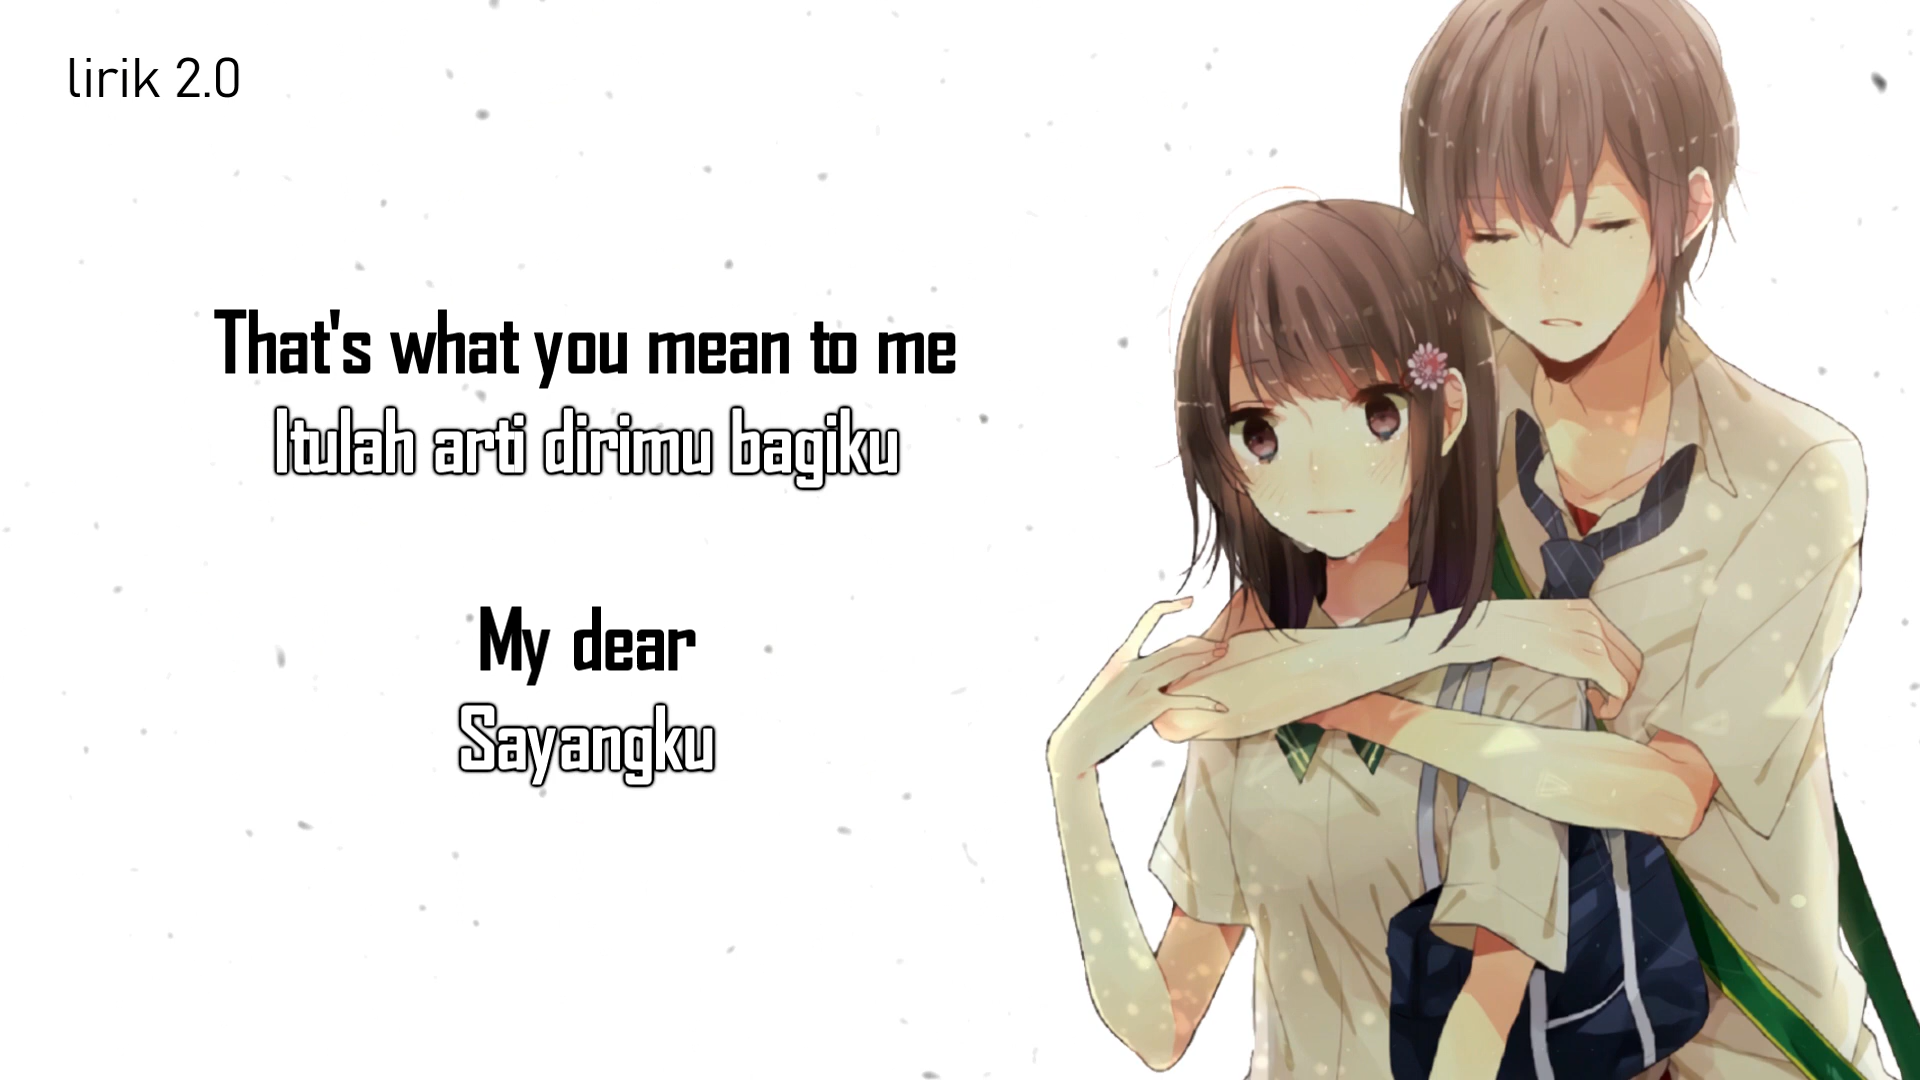 lirik 2.0
That's what you mean to me
Itulah arti dirimu bagiku
My dear
Sayangku